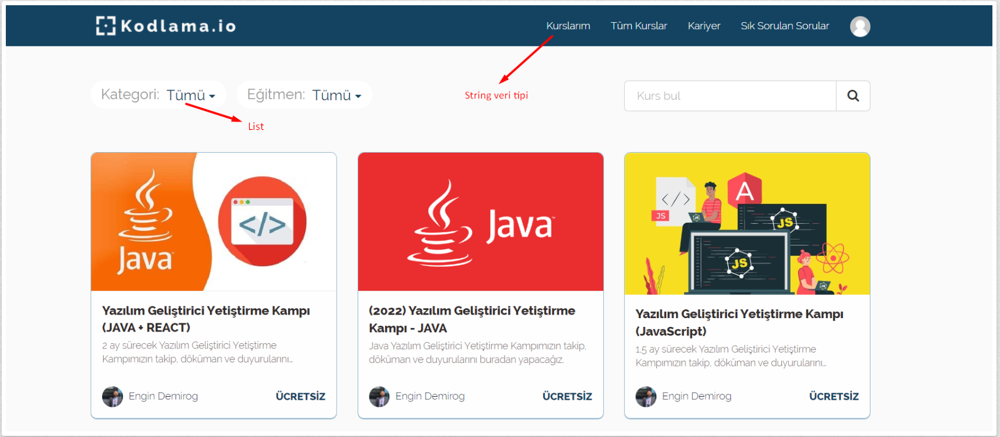 Kodlama.io
Kurslarım Tüm Kurslar Kariyer Sık Sorulan Sorular
Kategori: Tümü Eğitmen: Tümü
String veri tipi
Kurs bul
List
Java
</>
Java
</>
JS
A
JS
JS
Yazılım Geliştirici Yetiştirme Kampı
(JAVA + REACT)
2 ay sürecek Yazılım Geliştirici Yetiştirme
Kampımızın takip, döküman ve duyurularını...
Engin Demirog ÜCRETSİZ
(2022) Yazılım Geliştirici Yetiştirme
Kampı - JAVA
Java Yazılım Geliştirici Yetiştirme Kampımızın takip,
döküman ve duyurularını buradan yapacağız.
Engin Demirog ÜCRETSİZ
Yazılım Geliştirici Yetiştirme Kampı
(JavaScript)
1,5 ay sürecek Yazılım Geliştirici Yetiştirme
Kampımızın takip, döküman ve duyurularını...
Engin Demirog ÜCRETSİZ